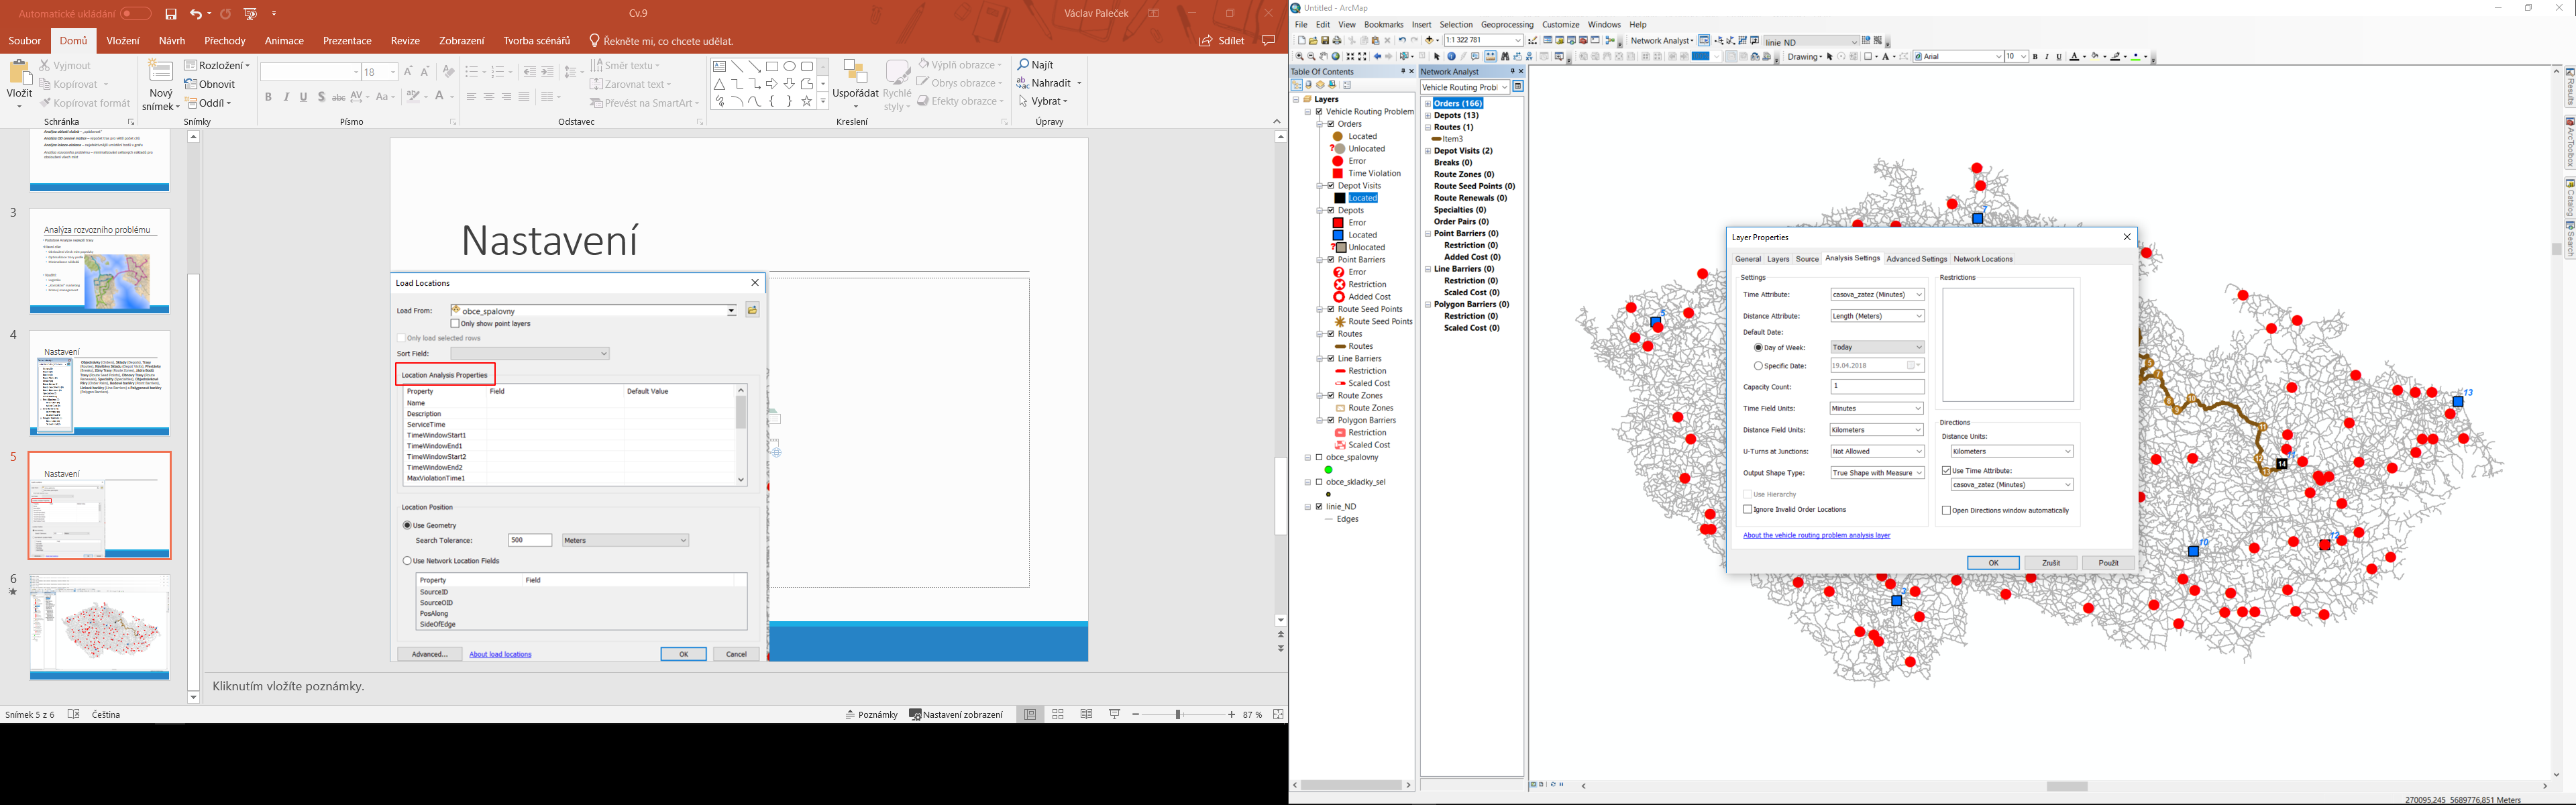 Automatické ukládání
Cv.9
Václav Paleček
Soubor Domů Vložení Návrh Přechody Animace Prezentace Revize Zobrazení Tvorba scénářů Řekněte mi, co chcete udělat. Sdílet
Vložit
Vyjmout
Kopírovat
Kopírovat formát
Schránka
Nový snímek
Rozložení
Obnovit
Oddíl
Snímky
18
Písmo
Směr textu
Zarovnat text
Převést na SmartArt
Odstavec
Uspořádat
Rychlé styly
Výplň obrazce
Obrys obrazce
Efekty obrazce
Kreslení
Najít
Nahradit
Vybrat
Úpravy
3
Analýza rozvozního problému
4
Nastavení
5
Nastavení
6
Nastavení
Load Locations
Load From: obce_spalovny
Only show point layers
Only load selected rows
Sort Field:
Location Analysis Properties
Property Field Default Value
Name
Description
ServiceTime
TimeWindowStart1
TimeWindowEnd1
TimeWindowStart2
TimeWindowEnd2
MaxViolationTime1
Location Position
Use Geometry
Search Tolerance: 500 Meters
Use Network Location Fields
Property Field
SourceID
SourceOID
PosAlong
SideOfEdge
Advanced... About load locations OK Cancel
Kliknutím vložíte poznámky.
Snímek 5 z 6 Čeština Poznámky Nastavení zobrazení 87 %
Untitled - ArcMap
File Edit View Bookmarks Insert Selection Geoprocessing Customize Windows Help
1:1 322 781 Network Analyst linie_ND
Drawing Arial 10 B I U A
Table Of Contents
Layers
Vehicle Routing Problem
Orders
Located
Unlocated
Error
Time Violation
Depot Visits
Located
Depots
Error
Located
Unlocated
Point Barriers
Error
Restriction
Added Cost
Route Seed Points
Route Seed Points
Routes
Routes
Line Barriers
Restriction
Scaled Cost
Route Zones
Route Zones
Polygon Barriers
Restriction
Scaled Cost
obce_spalovny
obce_skladky_sel
linie_ND
Edges
Network Analyst
Vehicle Routing Probl
Orders (166)
Depots (13)
Routes (1)
Item3
Depot Visits (2)
Breaks (0)
Route Zones (0)
Route Seed Points (0)
Route Renewals (0)
Specialties (0)
Order Pairs (0)
Point Barriers (0)
Restriction (0)
Added Cost (0)
Line Barriers (0)
Restriction (0)
Scaled Cost (0)
Polygon Barriers (0)
Restriction (0)
Scaled Cost (0)
Layer Properties
General Layers Source Analysis Settings Advanced Settings Network Locations
Settings
Time Attribute: casova_zatez (Minutes)
Distance Attribute: Length (Meters)
Default Date:
Day of Week: Today
Specific Date: 19.04.2018
Capacity Count: 1
Time Field Units: Minutes
Distance Field Units: Kilometers
U-Turns at Junctions: Not Allowed
Output Shape Type: True Shape with Measure
Use Hierarchy
Ignore Invalid Order Locations
About the vehicle routing problem analysis layer
Restrictions
Directions
Distance Units:
Kilometers
Use Time Attribute:
casova_zatez (Minutes)
Open Directions window automatically
OK Zrušit Použít
5
13
14
10
12
Results
ArcToolbox
Catalog
Search
270095,245 5689776,851 Meters